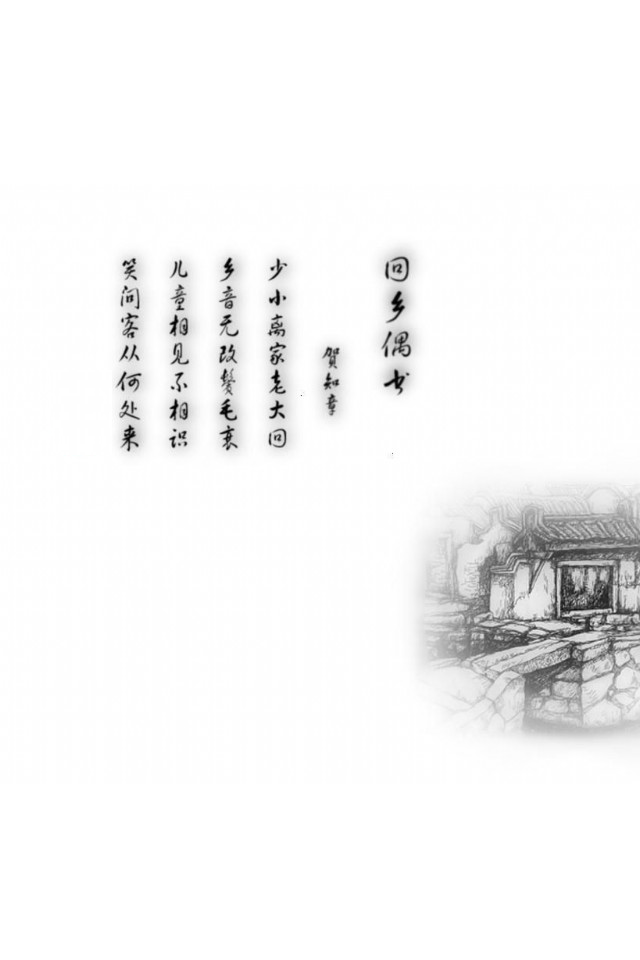 回乡偶书
贺知章
少小离家老大回
乡音无改鬓毛衰
儿童相见不相识
笑问客从何处来